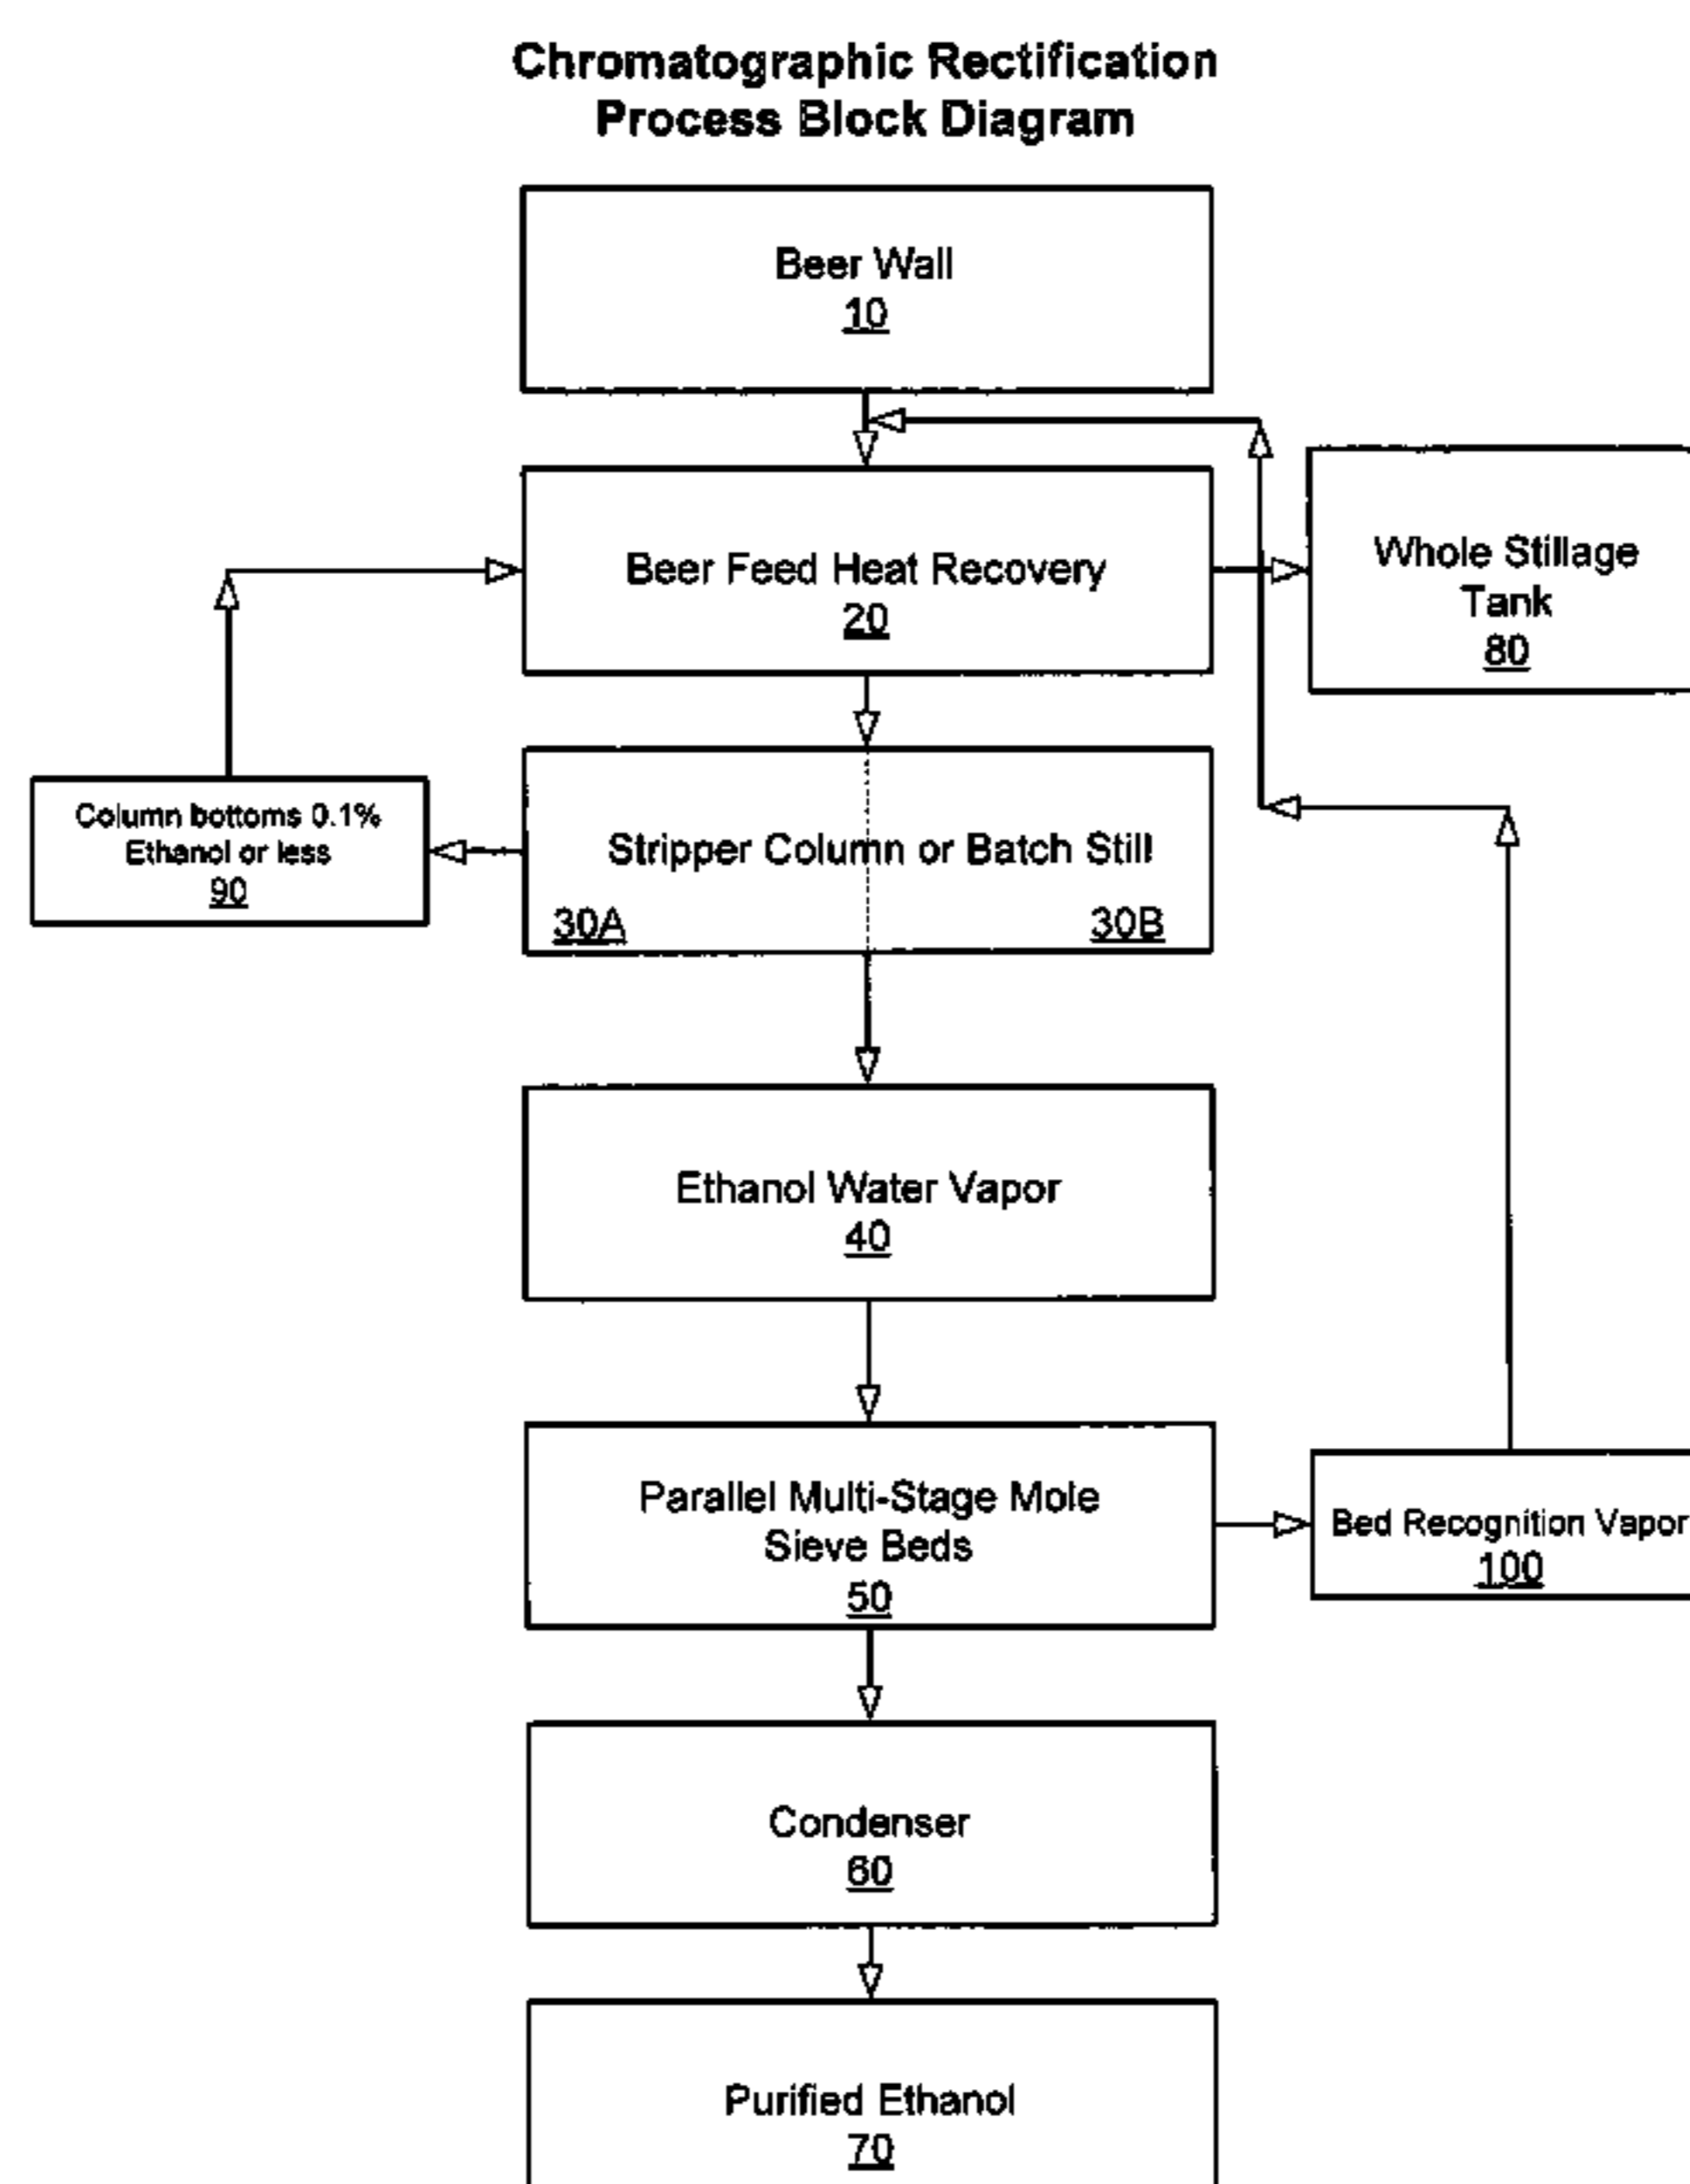 Chromatographic Rectification
Process Block Diagram
Beer Wall
10
Beer Feed Heat Recovery
20
Whole Stillage
Tank
80
Column bottoms 0.1%
Ethanol or less
90
Stripper Column or Batch Still
30A
30B
Ethanol Water Vapor
40
Parallel Multi-Stage Mole
Sieve Beds
50
Bed Recognition Vapor
100
Condenser
60
Purified Ethanol
70